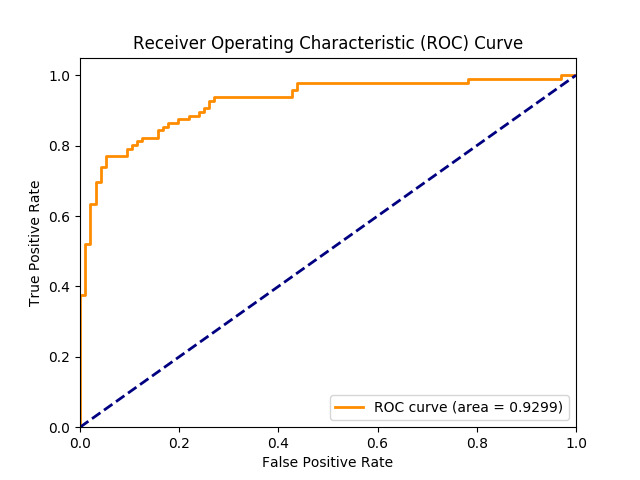 Receiver Operating Characteristic (ROC) Curve
1.0
0.8
0.6
0.4
0.2
0.0
True Positive Rate
ROC curve (area = 0.9299)
0.0 0.2 0.4 0.6 0.8 1.0
False Positive Rate